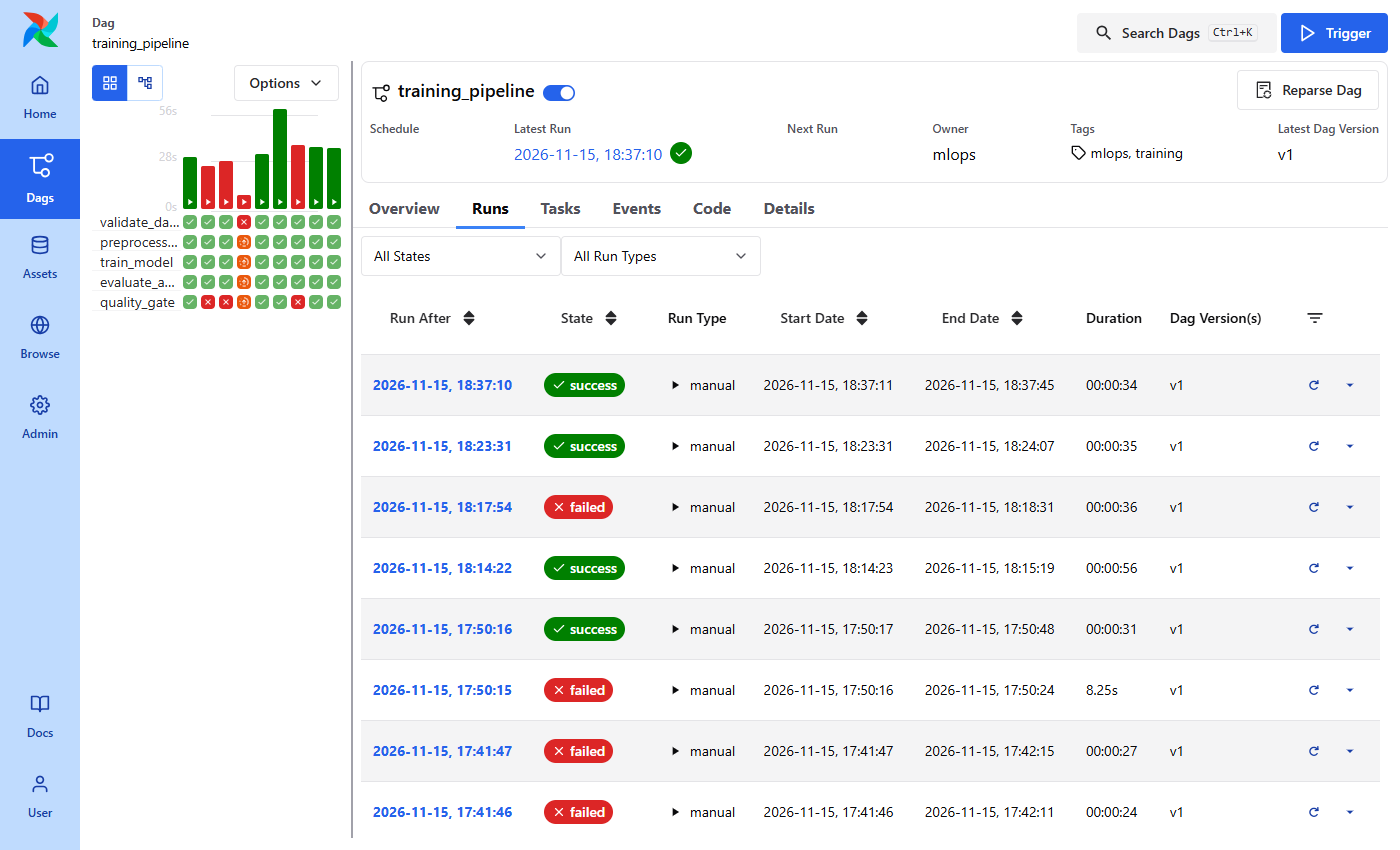 Dag
training_pipeline
Search Dags Ctrl+K
Trigger
Home
Dags
Assets
Browse
Admin
Docs
User
Options
56s
28s
0s
validate_da...
preprocess...
train_model
evaluate_a...
quality_gate
training_pipeline
Reparse Dag
Schedule Latest Run Next Run Owner Tags Latest Dag Version
2026-11-15, 18:37:10 mlops mlops, training v1
Overview Runs Tasks Events Code Details
All States All Run Types
Run After State Run Type Start Date End Date Duration Dag Version(s)
2026-11-15, 18:37:10 success manual 2026-11-15, 18:37:11 2026-11-15, 18:37:45 00:00:34 v1
2026-11-15, 18:23:31 success manual 2026-11-15, 18:23:31 2026-11-15, 18:24:07 00:00:35 v1
2026-11-15, 18:17:54 failed manual 2026-11-15, 18:17:54 2026-11-15, 18:18:31 00:00:36 v1
2026-11-15, 18:14:22 success manual 2026-11-15, 18:14:23 2026-11-15, 18:15:19 00:00:56 v1
2026-11-15, 17:50:16 success manual 2026-11-15, 17:50:17 2026-11-15, 17:50:48 00:00:31 v1
2026-11-15, 17:50:15 failed manual 2026-11-15, 17:50:16 2026-11-15, 17:50:24 8.25s v1
2026-11-15, 17:41:47 failed manual 2026-11-15, 17:41:47 2026-11-15, 17:42:15 00:00:27 v1
2026-11-15, 17:41:46 failed manual 2026-11-15, 17:41:46 2026-11-15, 17:42:11 00:00:24 v1